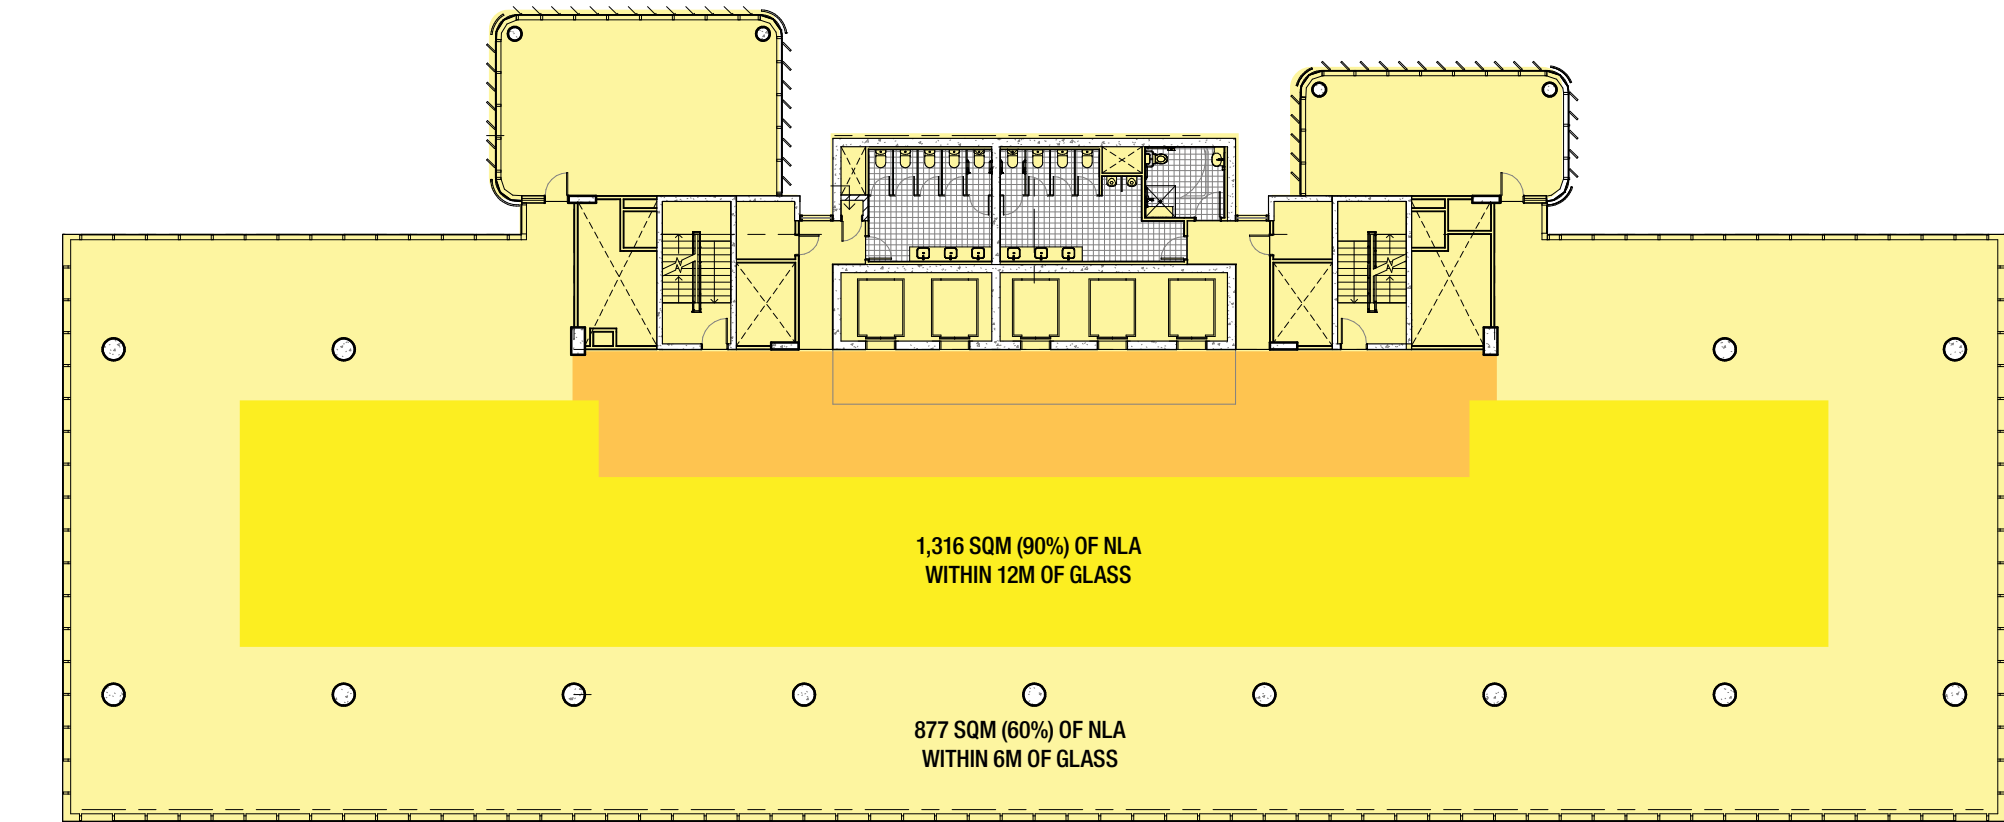 1,316 SQM (90%) OF NLA
WITHIN 12M OF GLASS
877 SQM (60%) OF NLA
WITHIN 6M OF GLASS